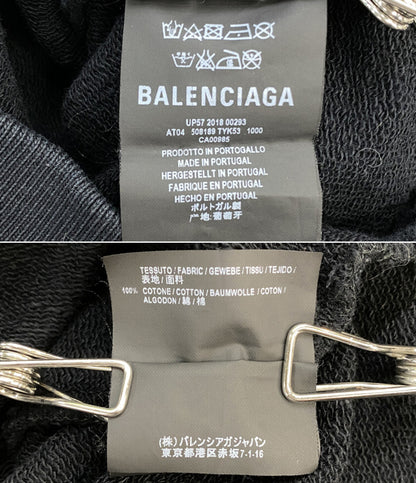 BALENCIAGA
UP57 2018 00293
AT04 508189 TYK53 1000
CA00985
PRODOTTO IN PORTOGALLO
MADE IN PORTUGAL
HERGESTELLT IN PORTUGAL
FABRIQUÉ EN PORTUGAL
HECHO EN PORTUGAL
ポルトガル製
产地:葡萄牙
TESSUTO / FABRIC / GEWEBE / TISSU / TEJIDO /
表地 / 面料
100% COTONE / COTTON / BAUMWOLLE / COTON /
ALGODON / 綿 / 棉
(株) バレンシアガジャパン
東京都港区赤坂7-1-16